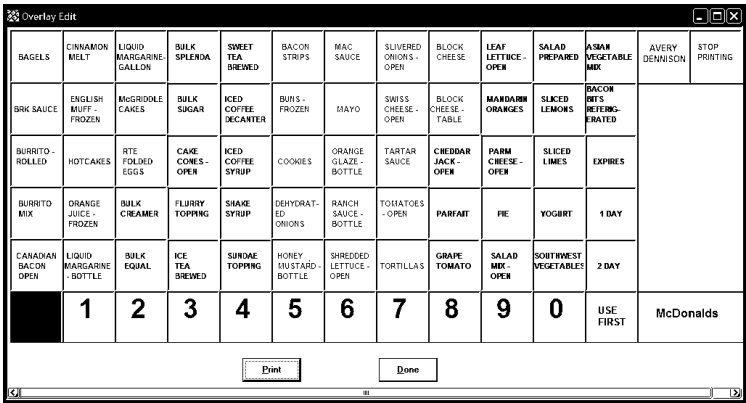 Overlay Edit
BAGELS
CINNAMON
MELT
LIQUID
MARGARINE-
GALLON
BULK
SPLENDA
SWEET
TEA
BREWED
BACON
STRIPS
MAC
SAUCE
SLIVERED
ONIONS -
OPEN
BLOCK
CHEESE
LEAF
LETTUCE -
OPEN
SALAD
PREPARED
ASIAN
VEGETABLE
MIX
AVERY
DENNISON
STOP
PRINTING
BRK SAUCE
ENGLISH
MUFF -
FROZEN
McGRIDDLE
CAKES
BULK
SUGAR
ICED
COFFEE
DECANTER
BUNS -
FROZEN
MAYO
SWISS
CHEESE -
OPEN
BLOCK
CHEESE -
TABLE
MANDARIN
ORANGES
SLICED
LEMONS
BACON
BITS
REFERIG-
ERATED
BURRITO -
ROLLED
HOTCAKES
RTE
FOLDED
EGGS
CAKE
CONES -
OPEN
ICED
COFFEE
SYRUP
COOKIES
ORANGE
GLAZE -
BOTTLE
TARTAR
SAUCE
CHEDDAR
JACK -
OPEN
PARM
CHEESE -
OPEN
SLICED
LIMES
EXPIRES
BURRITO
MIX
ORANGE
JUICE -
FROZEN
BULK
CREAMER
FLURRY
TOPPING
SHAKE
SYRUP
DEHYDRAT-
ED
ONIONS
RANCH
SAUCE -
BOTTLE
TOMATOES
- OPEN
PARFAIT
PIE
YOGURT
1 DAY
CANADIAN
BACON
OPEN
LIQUID
MARGARINE
- BOTTLE
BULK
EQUAL
ICE
TEA
BREWED
SUNDAE
TOPPING
HONEY
MUSTARD -
BOTTLE
SHREDDED
LETTUCE -
OPEN
TORTILLAS
GRAPE
TOMATO
SALAD
MIX -
OPEN
SOUTHWEST
VEGETABLES
2 DAY
1 2 3 4 5 6 7 8 9 0
USE
FIRST
McDonalds
Print
Done